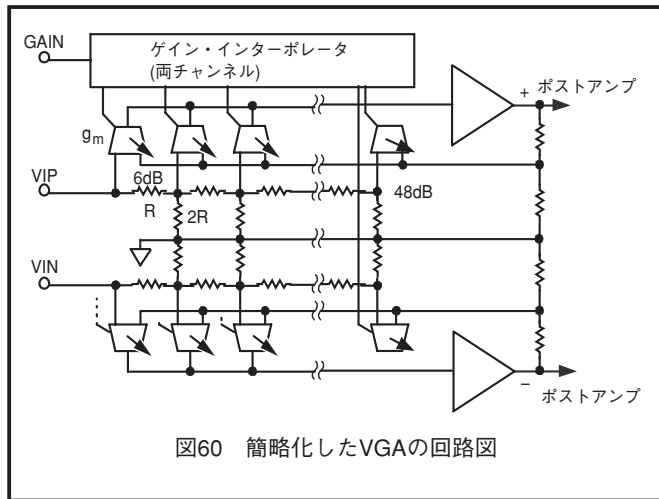 GAIN
ゲイン・インターポレータ
(両チャンネル)
+
ポストアンプ
gm
VIP
6dB
R
2R
48dB
VIN
−
ポストアンプ
図60 簡略化したVGAの回路図